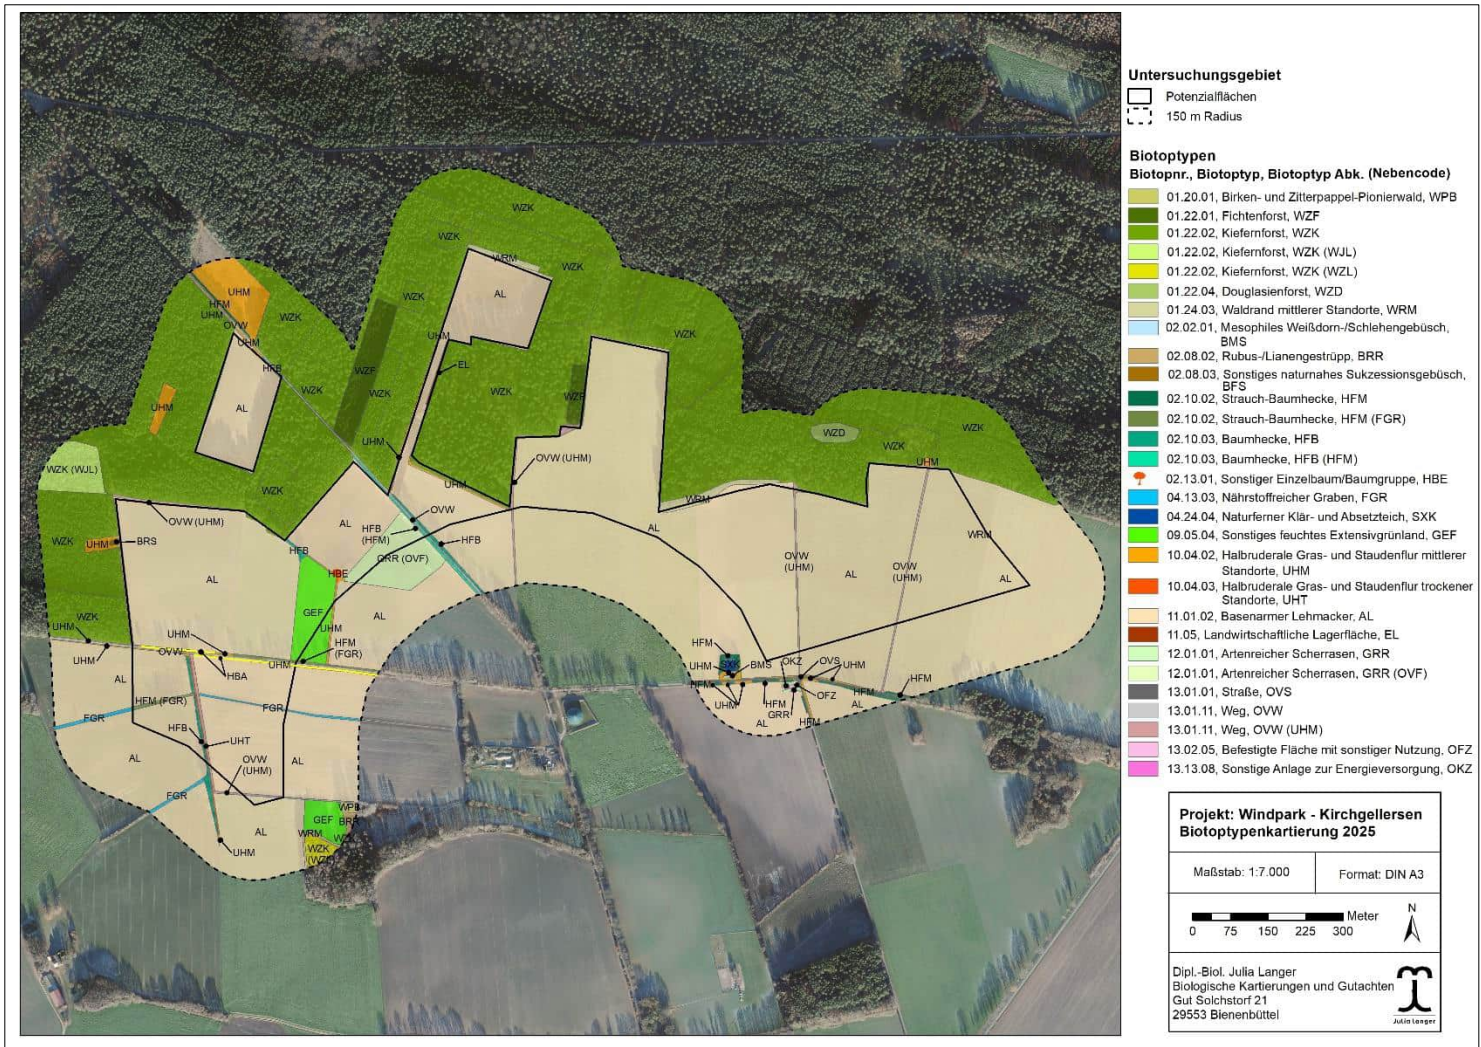 Untersuchungsgebiet
Potenzialflächen
150 m Radius
Biotoptypen
Biotopnr., Biotoptyp, Biotoptyp Abk. (Nebencode)
01.20.01, Birken- und Zitterpappel-Pionierwald, WPB
01.22.01, Fichtenforst, WZF
01.22.02, Kiefernforst, WZK
01.22.02, Kiefernforst, WZK (WJL)
01.22.02, Kiefernforst, WZK (WZL)
01.22.04, Douglasienforst, WZD
01.24.03, Waldrand mittlerer Standorte, WRM
02.02.01, Mesophiles Weißdorn-/Schlehengebüsch,
BMS
02.08.02, Rubus-/Lianengestrüpp, BRR
02.08.03, Sonstiges naturnahes Sukzessionsgebüsch,
BFS
02.10.02, Strauch-Baumhecke, HFM
02.10.02, Strauch-Baumhecke, HFM (FGR)
02.10.03, Baumhecke, HFB
02.10.03, Baumhecke, HFB (HFM)
02.13.01, Sonstiger Einzelbaum/Baumgruppe, HBE
04.13.03, Nährstoffreicher Graben, FGR
04.24.04, Naturferner Klär- und Absetzteich, SXK
09.05.04, Sonstiges feuchtes Extensivgrünland, GEF
10.04.02, Halbruderale Gras- und Staudenflur mittlerer
Standorte, UHM
10.04.03, Halbruderale Gras- und Staudenflur trockener
Standorte, UHT
11.01.02, Basenarmer Lehmacker, AL
11.05, Landwirtschaftliche Lagerfläche, EL
12.01.01, Artenreicher Scherrasen, GRR
12.01.01, Artenreicher Scherrasen, GRR (OVF)
13.01.01, Straße, OVS
13.01.11, Weg, OVW
13.01.11, Weg, OVW (UHM)
13.02.05, Befestigte Fläche mit sonstiger Nutzung, OFZ
13.13.08, Sonstige Anlage zur Energieversorgung, OKZ
Projekt: Windpark - Kirchgellersen
Biotoptypenkartierung 2025
Maßstab: 1:7.000
Format: DIN A3
Meter
N
0 75 150 225 300
Dipl.-Biol. Julia Langer
Biologische Kartierungen und Gutachten
Gut Solchstorf 21
29553 Bienenbüttel
Julia Langer
WZK
WZK
WRM
WZK
UHM
HFM
UHM
OVW
UHM
WZK
WZK
AL
UHM
EL
WZK
HFB
WZF
WZK
WZK
WZK
WZF
UHM
AL
WZK
WZD
WZK
UHM
WZK (WJL)
UHM
OVW (UHM)
UHM
WZK
OVW (UHM)
WRM
OVW
AL
HFB
(HFM)
HFB
AL
WRM
WZK
UHM
BRS
HFB
GRR (OVF)
HBE
AL
OVW
(UHM)
AL
OVW
(UHM)
AL
GEF
UHM
AL
WZK
UHM
UHM
UHM
OVW
HBA
UHM
HFM
(FGR)
HFM
UHM
SXK
BMS
OKZ
OVS
UHM
HFM
UHM
HFM
GRR
OFZ
HFM
HFM
AL
HFM
AL
AL
HFM (FGR)
FGR
FGR
HFB
UHT
AL
OVW
(UHM)
AL
FGR
AL
UHM
GEF
WPB
WRM
WZK